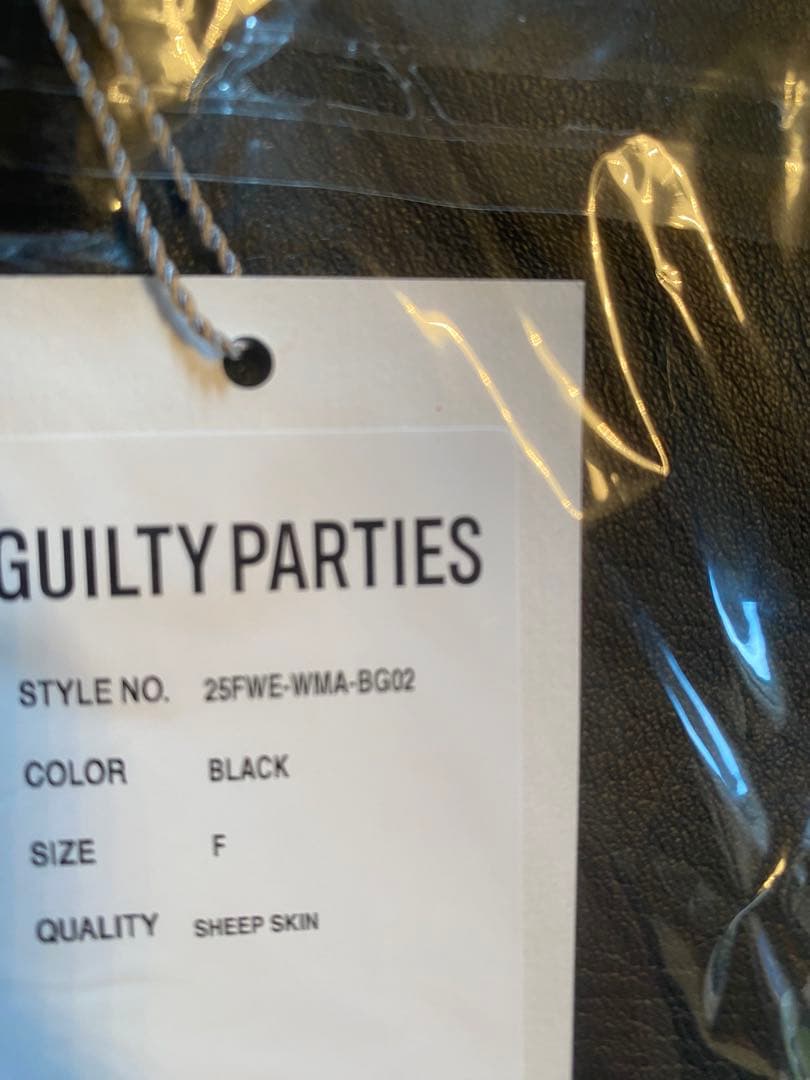 GUILTY PARTIES
STYLE NO. 25FWE-WMA-BG02
COLOR BLACK
SIZE F
QUALITY SHEEP SKIN